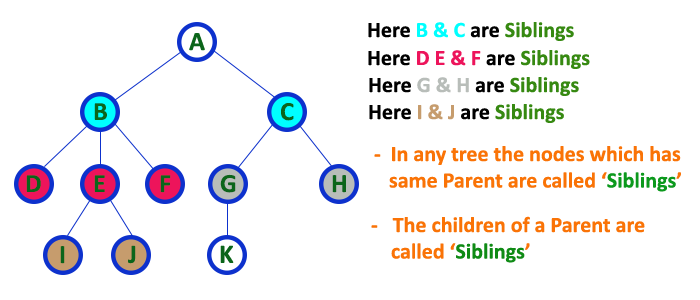 A
B
C
D
E
F
G
H
I
J
K
Here B & C are Siblings
Here D E & F are Siblings
Here G & H are Siblings
Here I & J are Siblings
- In any tree the nodes which has
same Parent are called ‘Siblings’
- The children of a Parent are
called ‘Siblings’